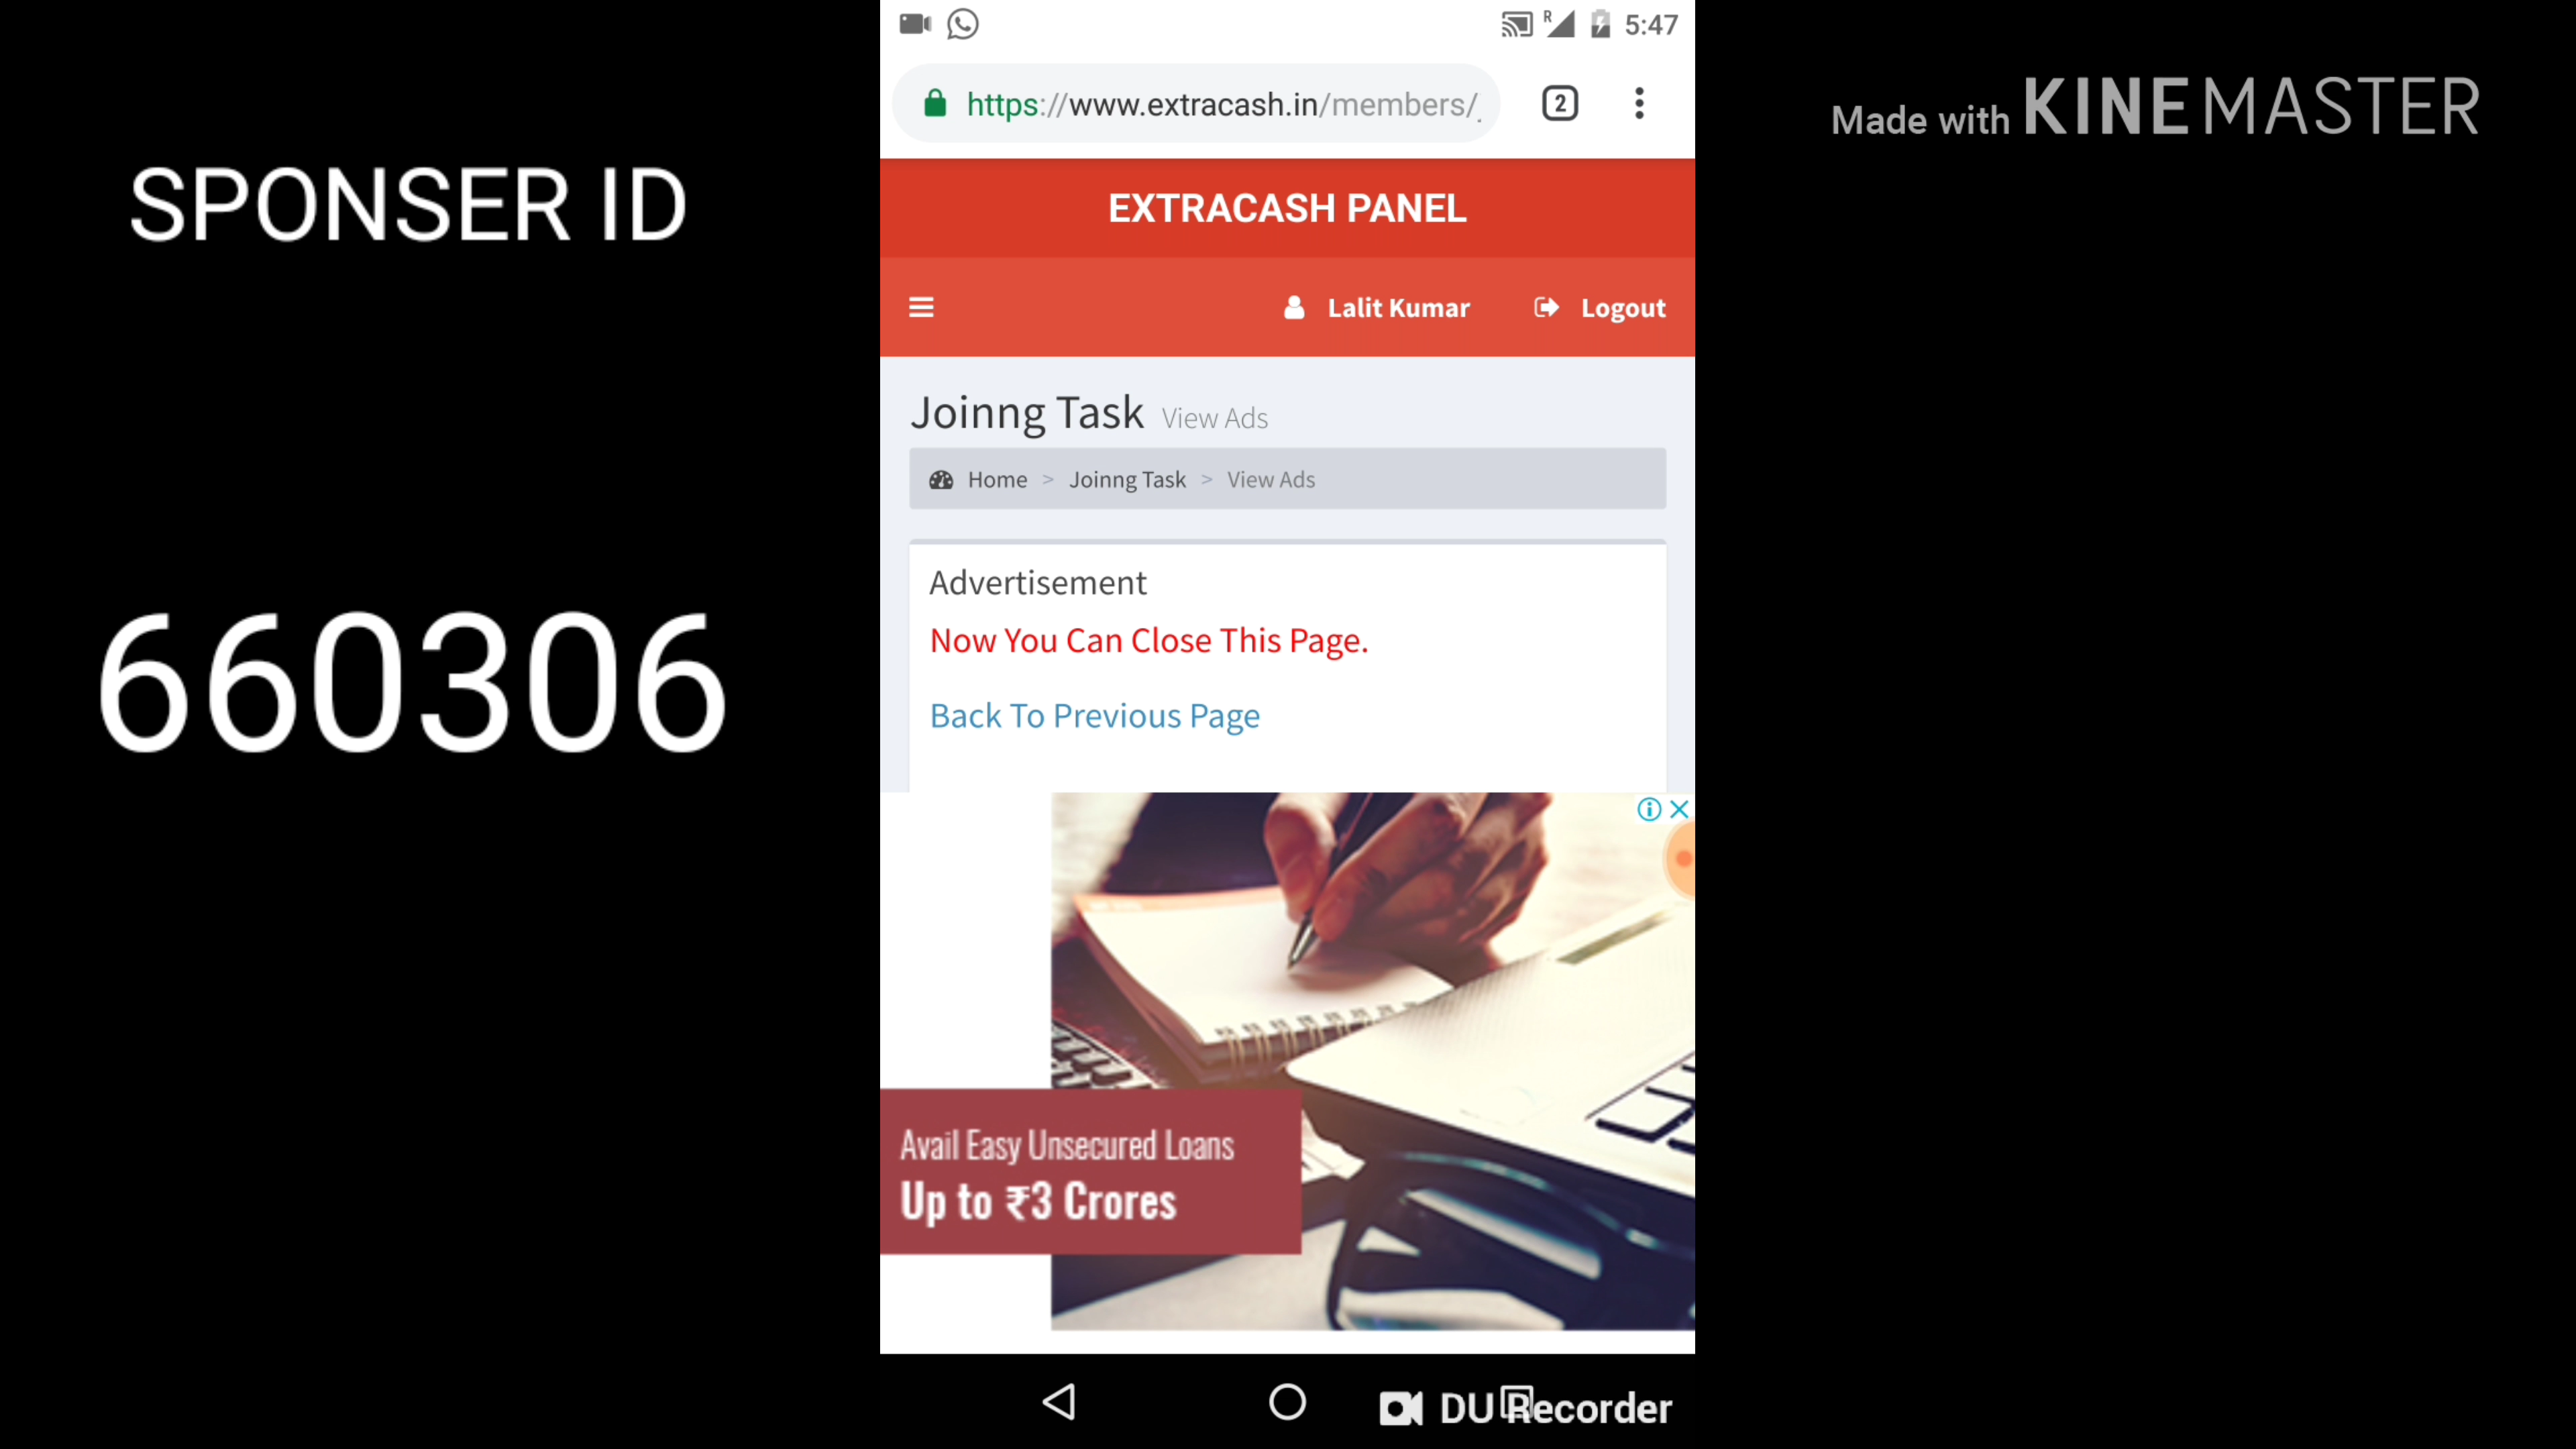 SPONSER ID
660306
R
5:47
https://www.extracash.in/members/
2
EXTRACASH PANEL
Lalit Kumar
Logout
Joinng Task View Ads
Home > Joinng Task > View Ads
Advertisement
Now You Can Close This Page.
Back To Previous Page
Avail Easy Unsecured Loans
Up to ₹3 Crores
DU Recorder
Made with KINEMASTER